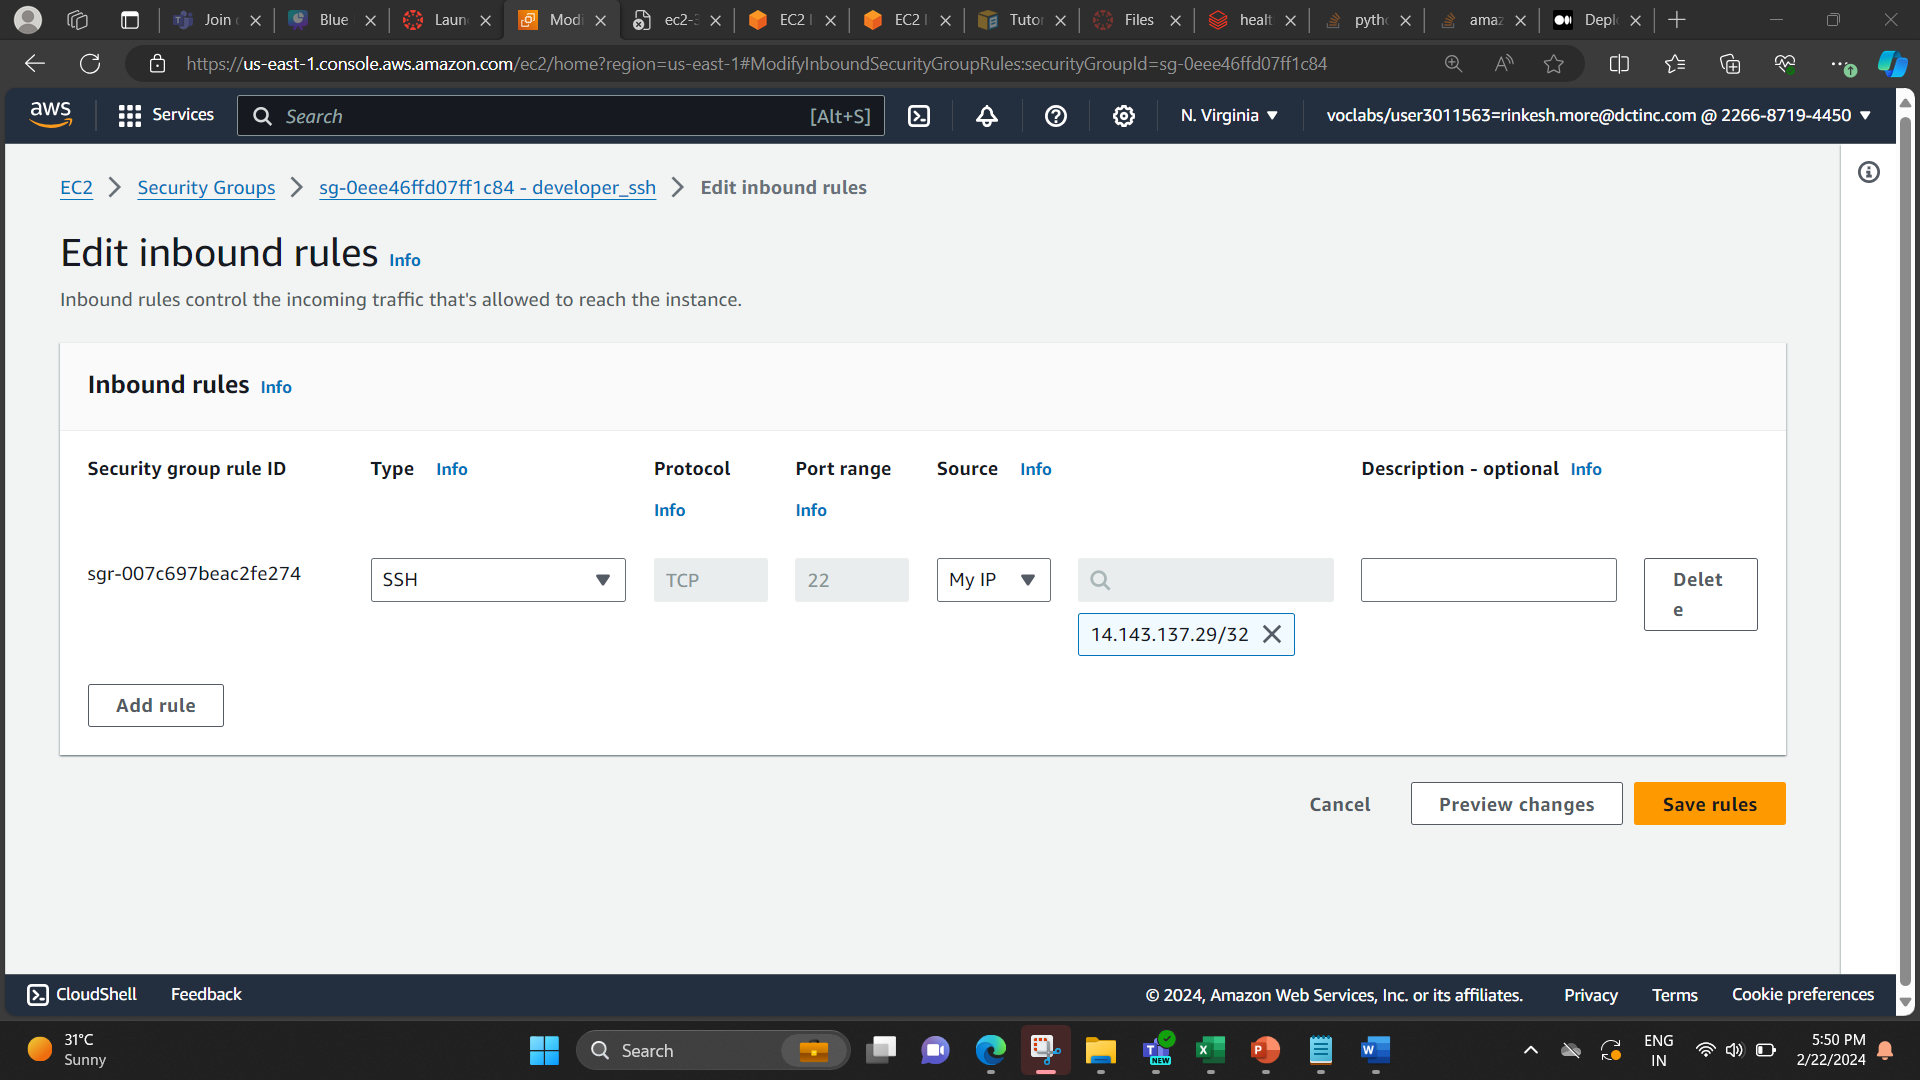 Join
Blue
Laun
Modi
ec2-3
EC2 I
EC2 I
Tutor
Files
healt
pytho
amaz
Depl
https://us-east-1.console.aws.amazon.com/ec2/home?region=us-east-1#ModifyInboundSecurityGroupRules:securityGroupId=sg-0eee46ffd07ff1c84
aws
Services
Search
[Alt+S]
N. Virginia
voclabs/user3011563=rinkesh.more@dctinc.com @ 2266-8719-4450
EC2
Security Groups
sg-0eee46ffd07ff1c84 - developer_ssh
Edit inbound rules
Edit inbound rules Info
Inbound rules control the incoming traffic that's allowed to reach the instance.
Inbound rules Info
Security group rule ID
Type Info
Protocol
Info
Port range
Info
Source Info
Description - optional Info
sgr-007c697beac2fe274
SSH
TCP
22
My IP
14.143.137.29/32
Delet
e
Add rule
Cancel
Preview changes
Save rules
CloudShell
Feedback
© 2024, Amazon Web Services, Inc. or its affiliates.
Privacy
Terms
Cookie preferences
31°C
Sunny
Search
NEW
ENG
IN
5:50 PM
2/22/2024